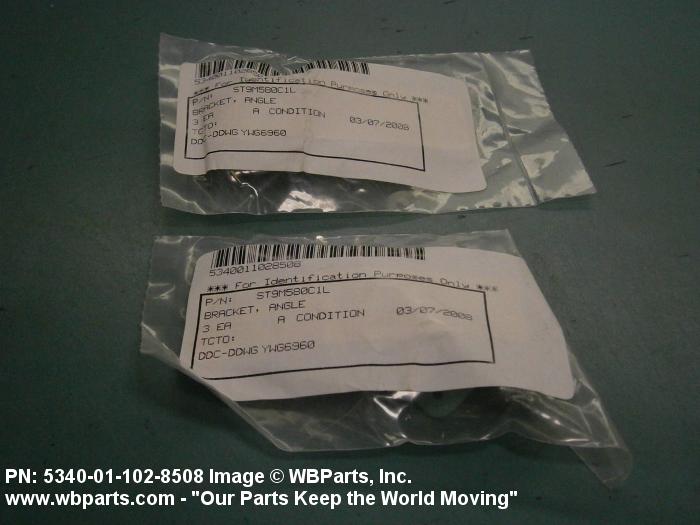 53400110285
*** For Identification Purposes Only ***
P/N: ST9M580C1L
BRACKET, ANGLE
3 EA A CONDITION 03/07/2008
TCTO:
DDC-DDWG YWG6960
5340011028508
*** For Identification Purposes Only ***
P/N: ST9M580C1L
BRACKET, ANGLE
3 EA A CONDITION 03/07/2008
TCTO:
DDC-DDWG YWG6960
PN: 5340-01-102-8508 Image © WBParts, Inc.
www.wbparts.com - "Our Parts Keep the World Moving"